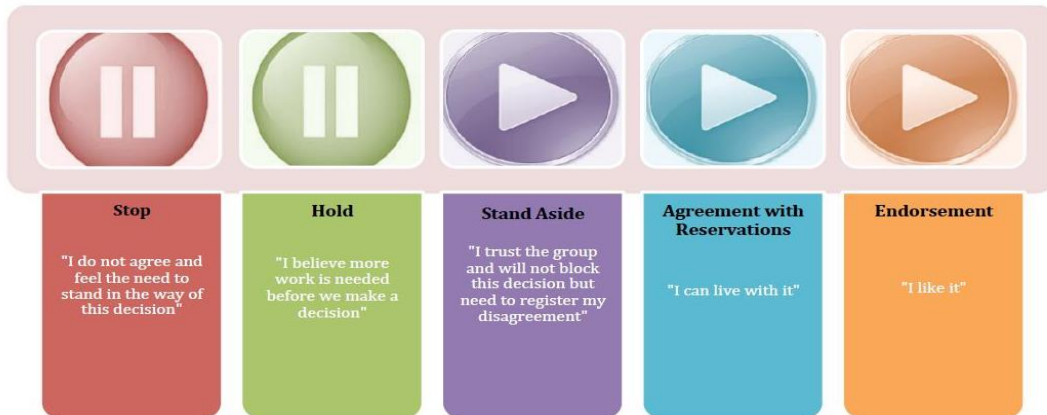 Stop
"I do not agree and
feel the need to
stand in the way of
this decision"
Hold
"I believe more
work is needed
before we make a
decision"
Stand Aside
"I trust the group
and will not block
this decision but
need to register my
disagreement"
Agreement with
Reservations
"I can live with it"
Endorsement
"I like it"